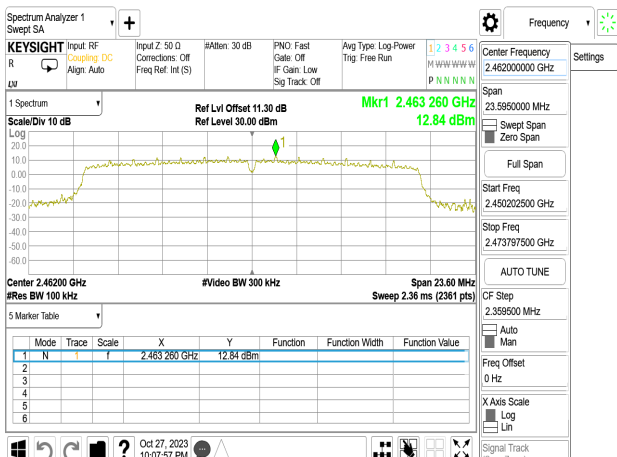 Spectrum Analyzer 1
Swept SA
Frequency
KEYSIGHT
R
LXI
Input: RF
Coupling: DC
Align: Auto
Input Z: 50 Ω
Corrections: Off
Freq Ref: Int (S)
#Atten: 30 dB
PNO: Fast
Gate: Off
IF Gain: Low
Sig Track: Off
Avg Type: Log-Power
Trig: Free Run
1 2 3 4 5 6
M W W W W W
P N N N N N
1 Spectrum
Scale/Div 10 dB
Ref Lvl Offset 11.30 dB
Ref Level 30.00 dBm
Mkr1 2.463 260 GHz
12.84 dBm
Log
20.0
10.0
0.00
-10.0
-20.0
-30.0
-40.0
-50.0
-60.0
1
Center 2.46200 GHz
#Res BW 100 kHz
#Video BW 300 kHz
Span 23.60 MHz
Sweep 2.36 ms (2361 pts)
5 Marker Table
Mode Trace Scale X Y Function Function Width Function Value
1 N 1 f 2.463 260 GHz 12.84 dBm
2
3
4
5
6
Oct 27, 2023
10:07:57 PM
Center Frequency
2.462000000 GHz
Settings
Span
23.5950000 MHz
Swept Span
Zero Span
Full Span
Start Freq
2.450202500 GHz
Stop Freq
2.473797500 GHz
AUTO TUNE
CF Step
2.359500 MHz
Auto
Man
Freq Offset
0 Hz
X Axis Scale
Log
Lin
Signal Track